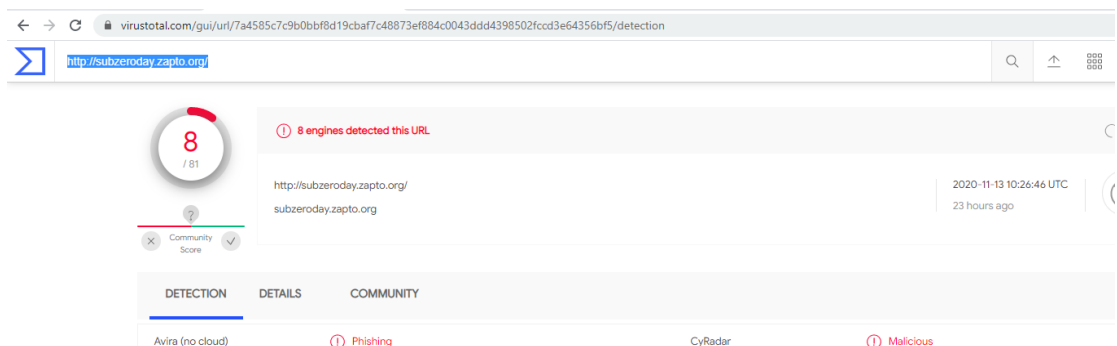 virustotal.com/gui/url/7a4585c7c9b0bbf8d19cbaf7c48873ef884c0043ddd4398502fccd3e64356bf5/detection
http://subzeroday.zapto.org/
8
/ 81
8 engines detected this URL
http://subzeroday.zapto.org/
subzeroday.zapto.org
2020-11-13 10:26:46 UTC
23 hours ago
?
Community
Score
DETECTION DETAILS COMMUNITY
Avira (no cloud) Phishing CyRadar Malicious